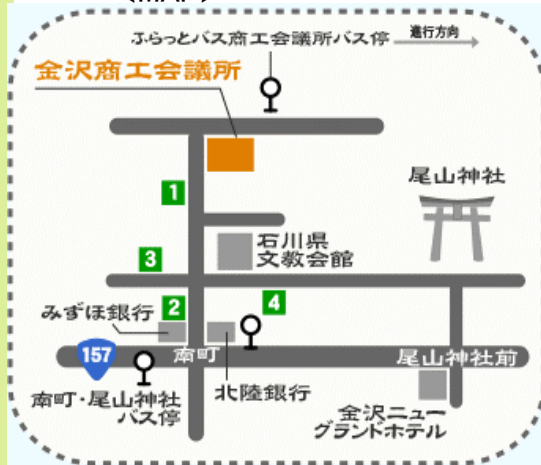 ふらっとバス商工会議所バス停
進行方向
金沢商工会議所
1
尾山神社
石川県
文教会館
3
みずほ銀行
2
4
157
南町
尾山神社前
南町・尾山神社
バス停
北陸銀行
金沢ニュー
グランドホテル